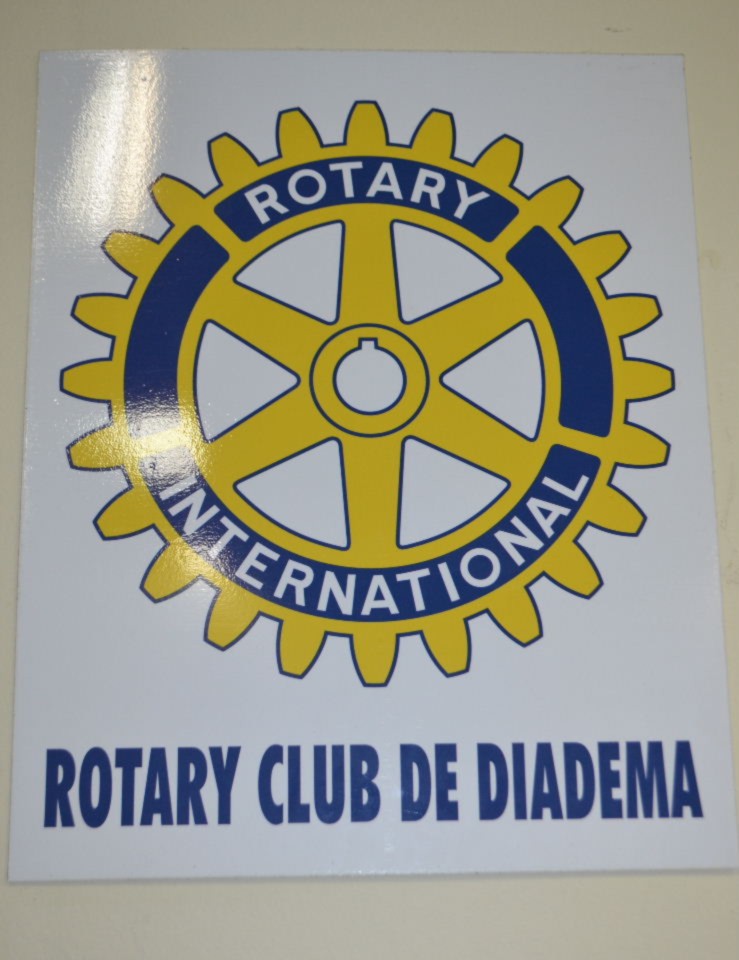 ROTARY
INTERNATIONAL
ROTARY CLUB DE DIADEMA